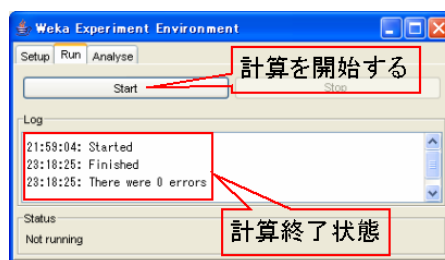 Weka Experiment Environment
Setup Run Analyse
計算を開始する
Start
Stop
Log
21:59:04: Started
23:18:25: Finished
23:18:25: There were 0 errors
計算終了状態
Status
Not running